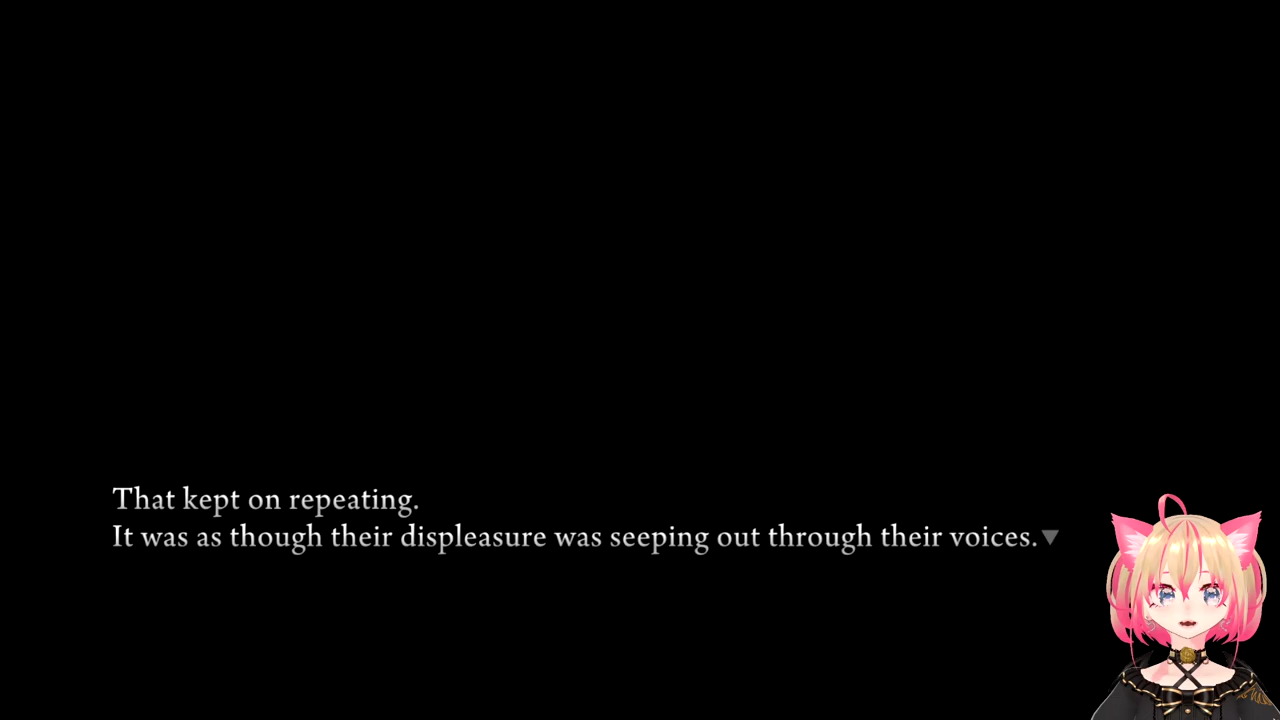 That kept on repeating.
It was as though their displeasure was seeping out through their voices.